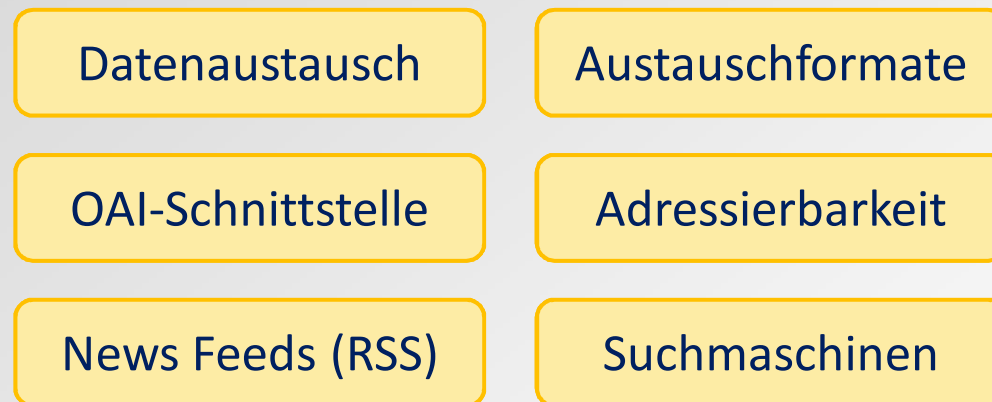 Datenaustausch
Austauschformate
OAI-Schnittstelle
Adressierbarkeit
News Feeds (RSS)
Suchmaschinen